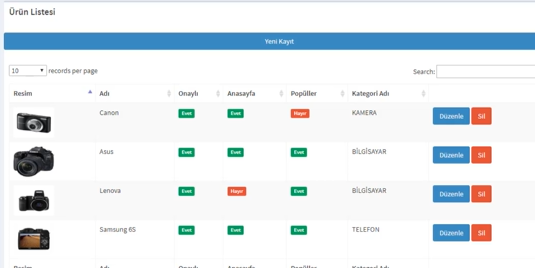 Ürün Listesi
Yeni Kayıt
10 records per page Search:
Resim Adı Onaylı Anasayfa Popüller Kategori Adı
Canon Evet Evet Hayır KAMERA Düzenle Sil
Asus Evet Evet Evet BİLGİSAYAR Düzenle Sil
Lenova Evet Hayır Evet BİLGİSAYAR Düzenle Sil
Samsung 6S Evet Evet Evet TELEFON Düzenle Sil
Resim Adı Onaylı Anasayfa Popüller Kategori Adı